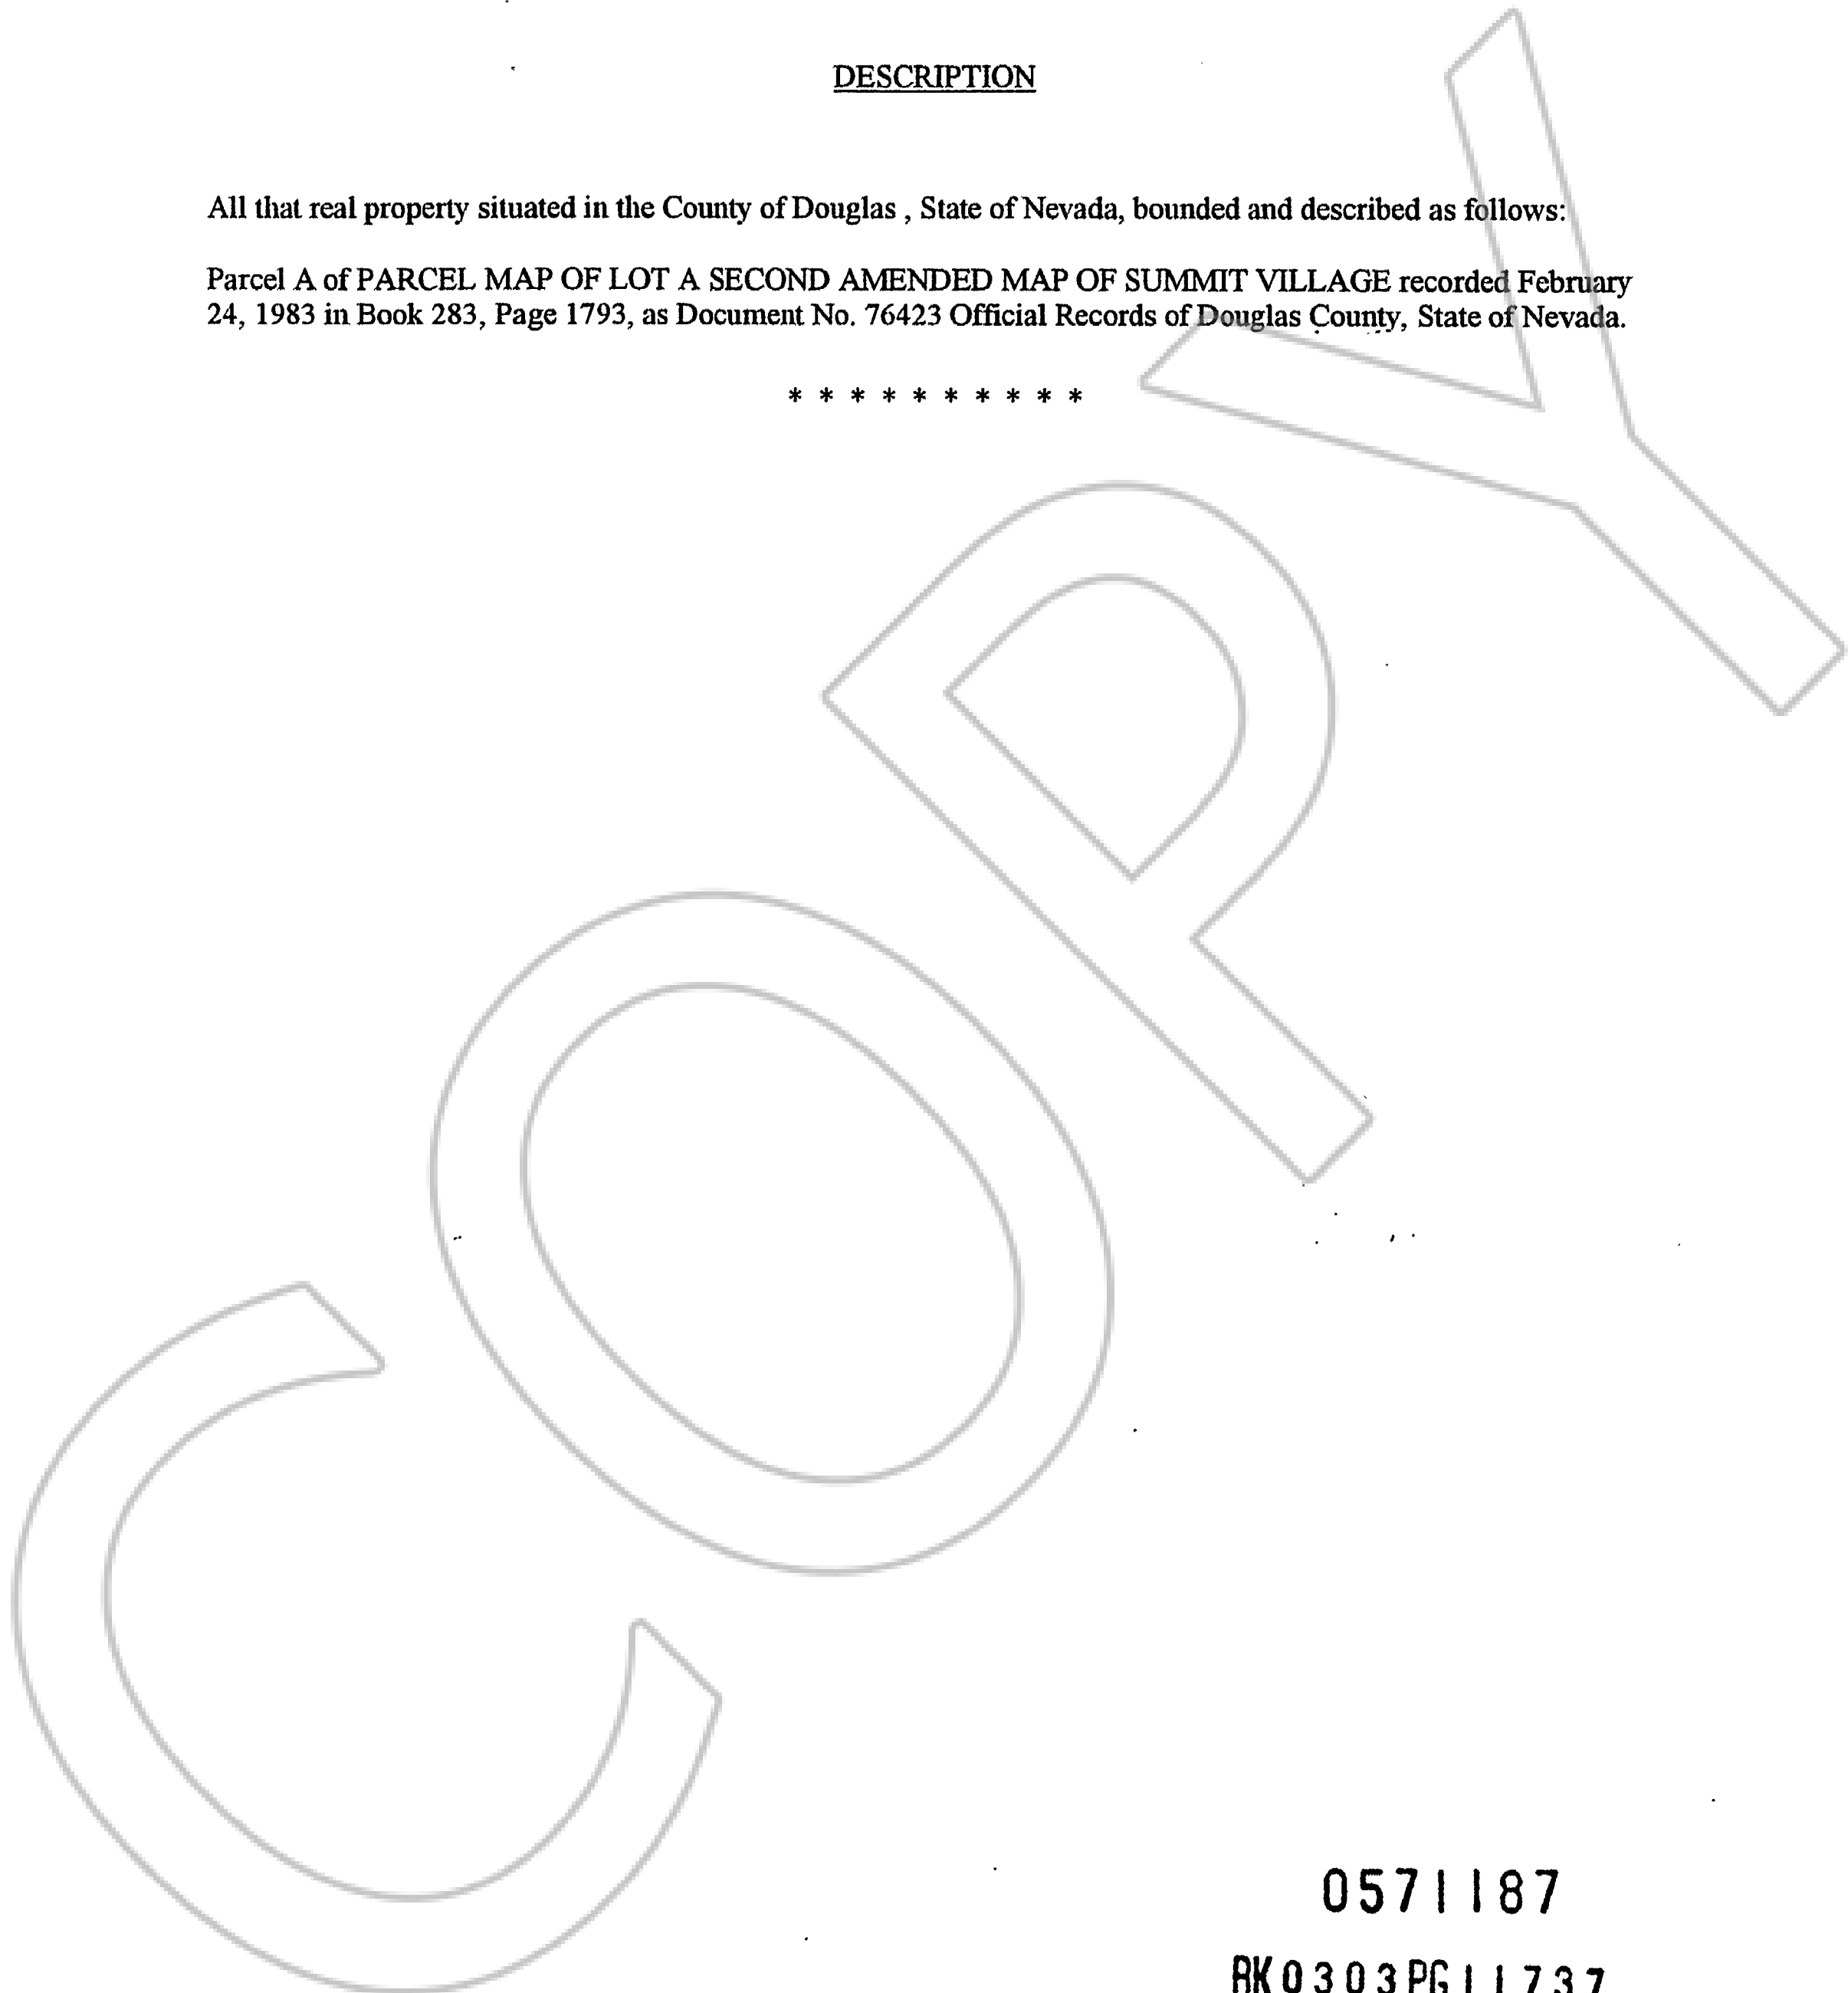 DESCRIPTION
All that real property situated in the County of Douglas , State of Nevada, bounded and described as follows:
Parcel A of PARCEL MAP OF LOT A SECOND AMENDED MAP OF SUMMIT VILLAGE recorded February
24, 1983 in Book 283, Page 1793, as Document No. 76423 Official Records of Douglas County, State of Nevada.
* * * * * * * * * *
COPY
0571187
BK0303PG11737